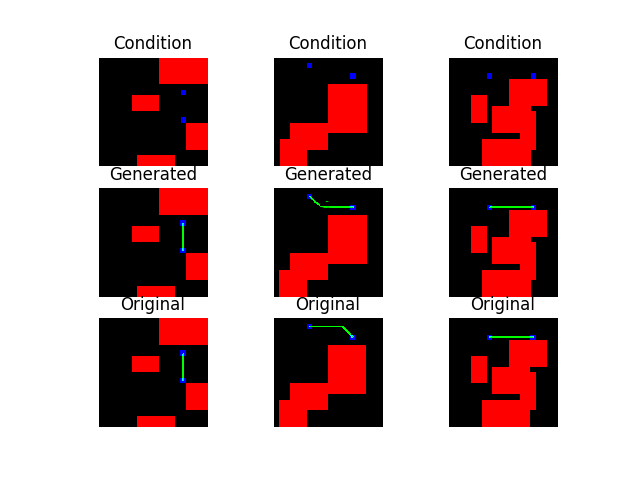 Condition Condition Condition
Generated Generated Generated
Original Original Original